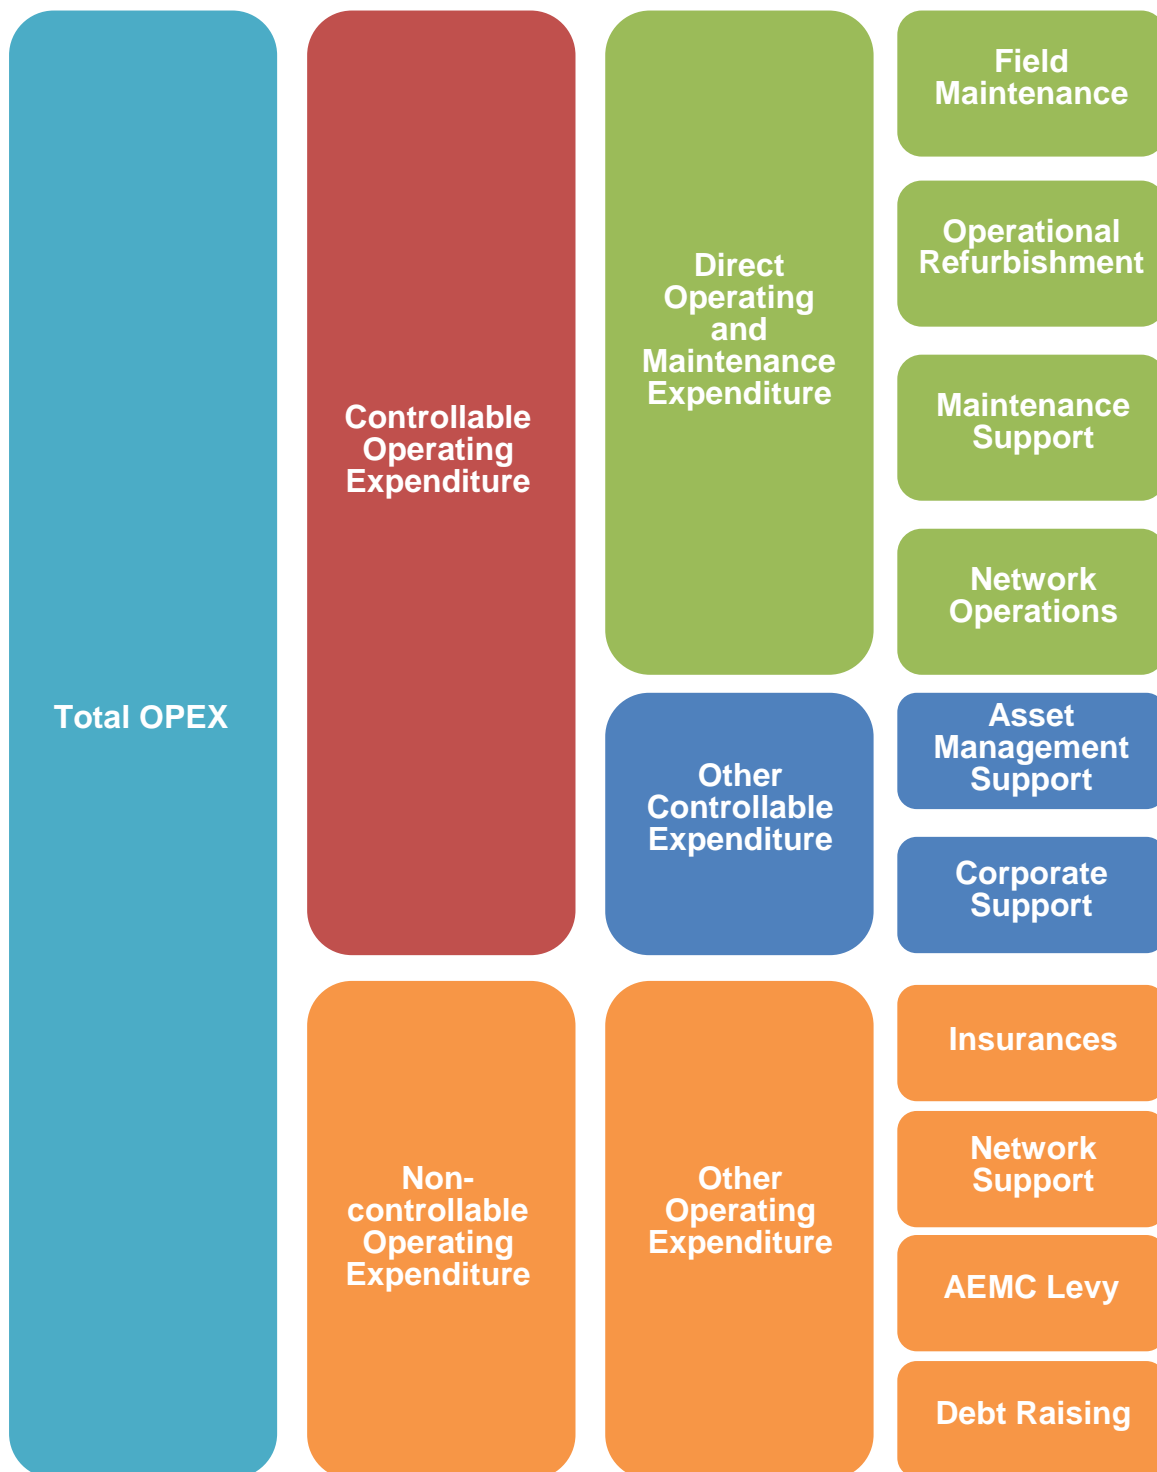 Total OPEX
Controllable
Operating
Expenditure
Direct
Operating
and
Maintenance
Expenditure
Field
Maintenance
Operational
Refurbishment
Maintenance
Support
Network
Operations
Other
Controllable
Expenditure
Asset
Management
Support
Corporate
Support
Non-
controllable
Operating
Expenditure
Other
Operating
Expenditure
Insurances
Network
Support
AEMC Levy
Debt Raising